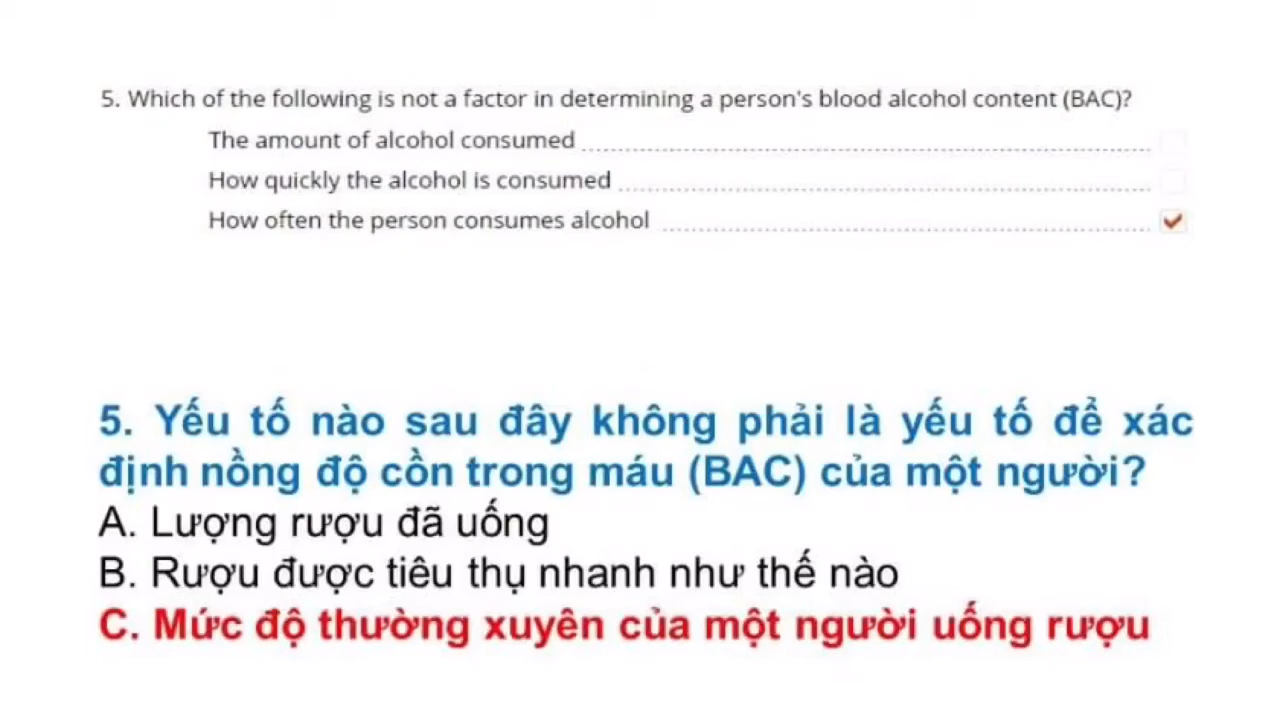 5. Which of the following is not a factor in determining a person's blood alcohol content (BAC)?
The amount of alcohol consumed
How quickly the alcohol is consumed
How often the person consumes alcohol
5. Yếu tố nào sau đây không phải là yếu tố để xác
định nồng độ cồn trong máu (BAC) của một người?
A. Lượng rượu đã uống
B. Rượu được tiêu thụ nhanh như thế nào
C. Mức độ thường xuyên của một người uống rượu